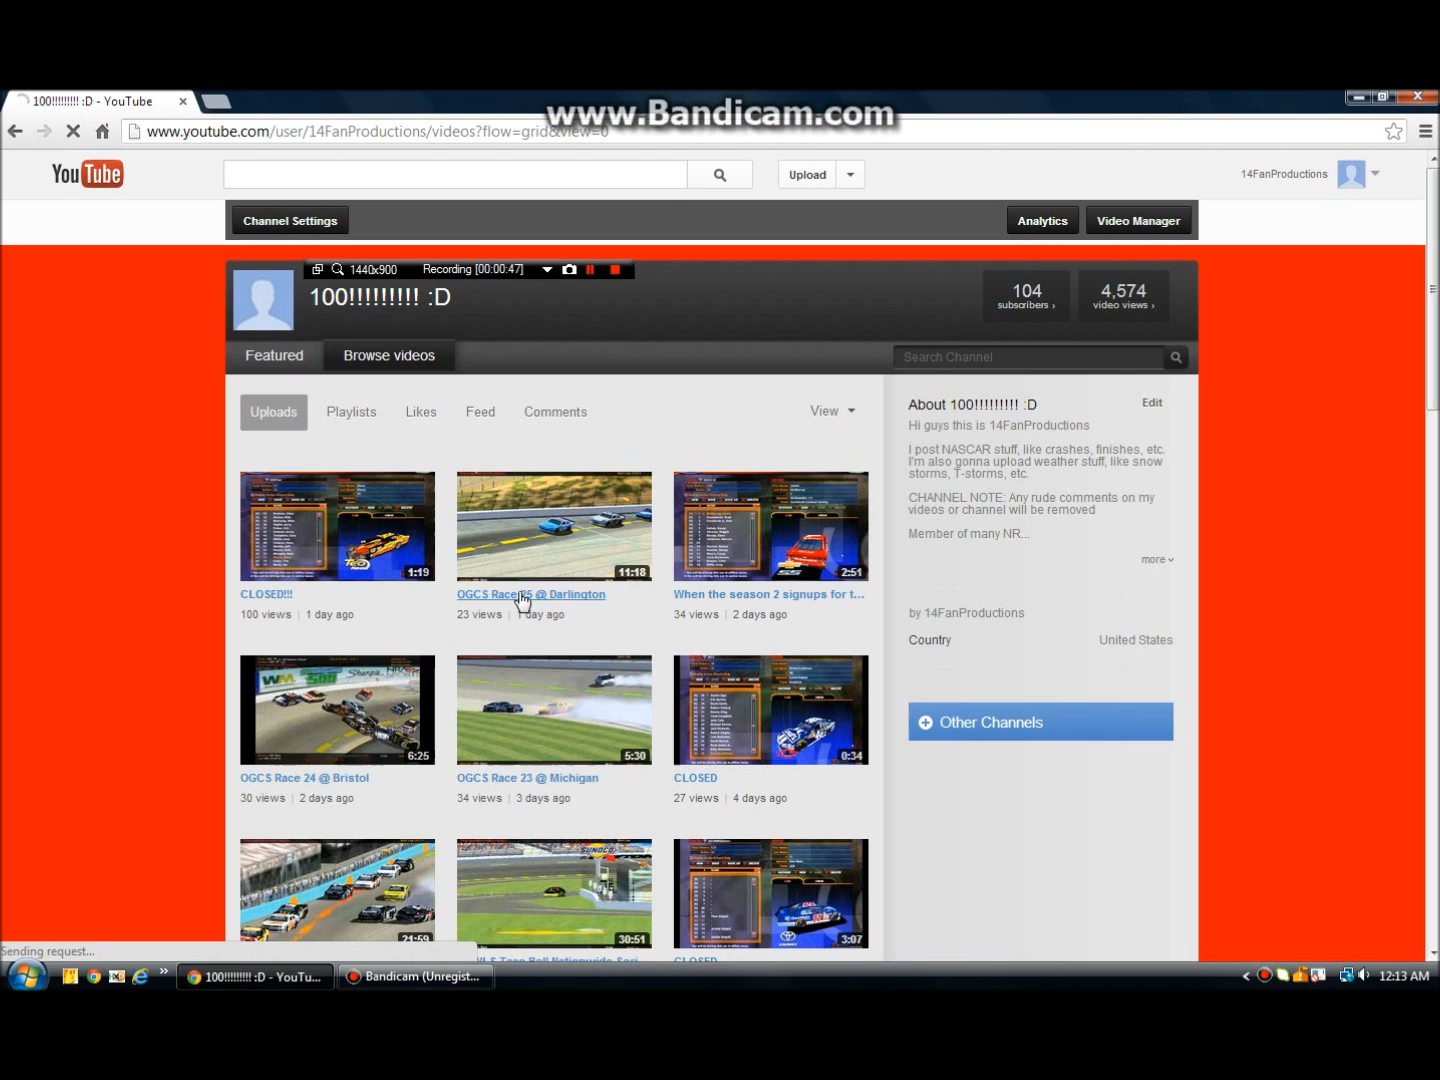 100!!!!!!!!! :D - YouTube
www.Bandicam.com
www.youtube.com/user/14FanProductions/videos?flow=grid&view=0
YouTube
Upload
14FanProductions
Channel Settings
Analytics
Video Manager
1440x900
Recording [00:00:47]
100!!!!!!!!! :D
104
subscribers ›
4,574
video views ›
Featured
Browse videos
Search Channel
Uploads
Playlists
Likes
Feed
Comments
View
About 100!!!!!!!!! :D
Edit
Hi guys this is 14FanProductions
I post NASCAR stuff, like crashes, finishes, etc.
I'm also gonna upload weather stuff, like snow
storms, T-storms, etc.
CHANNEL NOTE: Any rude comments on my
videos or channel will be removed
Member of many NR...
more
by 14FanProductions
Country
United States
Other Channels
1:19
CLOSED!!!
100 views | 1 day ago
11:18
OGCS Race 25 @ Darlington
23 views | 1 day ago
2:51
When the season 2 signups for t...
34 views | 2 days ago
6:25
OGCS Race 24 @ Bristol
30 views | 2 days ago
5:30
OGCS Race 23 @ Michigan
34 views | 3 days ago
0:34
CLOSED
27 views | 4 days ago
21:59
SUNOCO
30:51
3:07
CLOSED
Sending request...
100!!!!!!!!! :D - YouTu...
Bandicam (Unregist...
12:13 AM